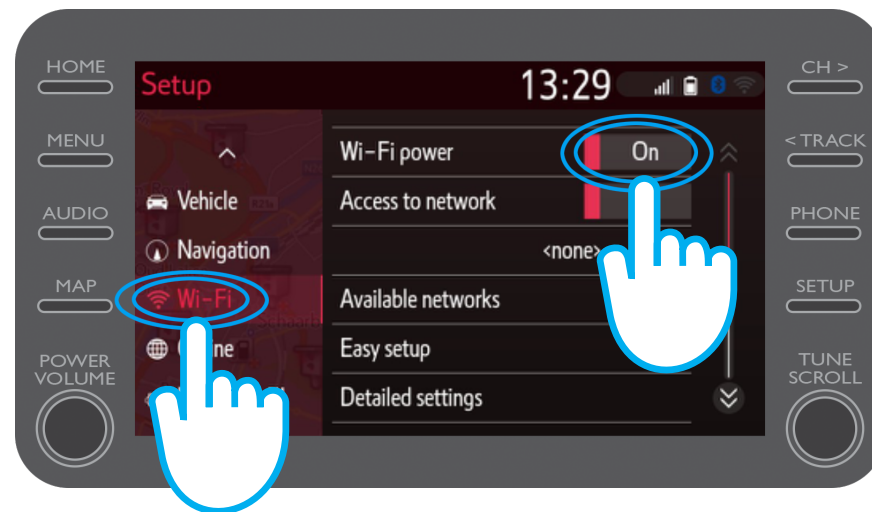 HOME
MENU
AUDIO
MAP
POWER
VOLUME
Setup
13:29
Vehicle
Navigation
Wi-Fi
Wi-Fi power
On
Access to network
<none>
Available networks
Easy setup
Detailed settings
CH >
< TRACK
PHONE
SETUP
TUNE
SCROLL